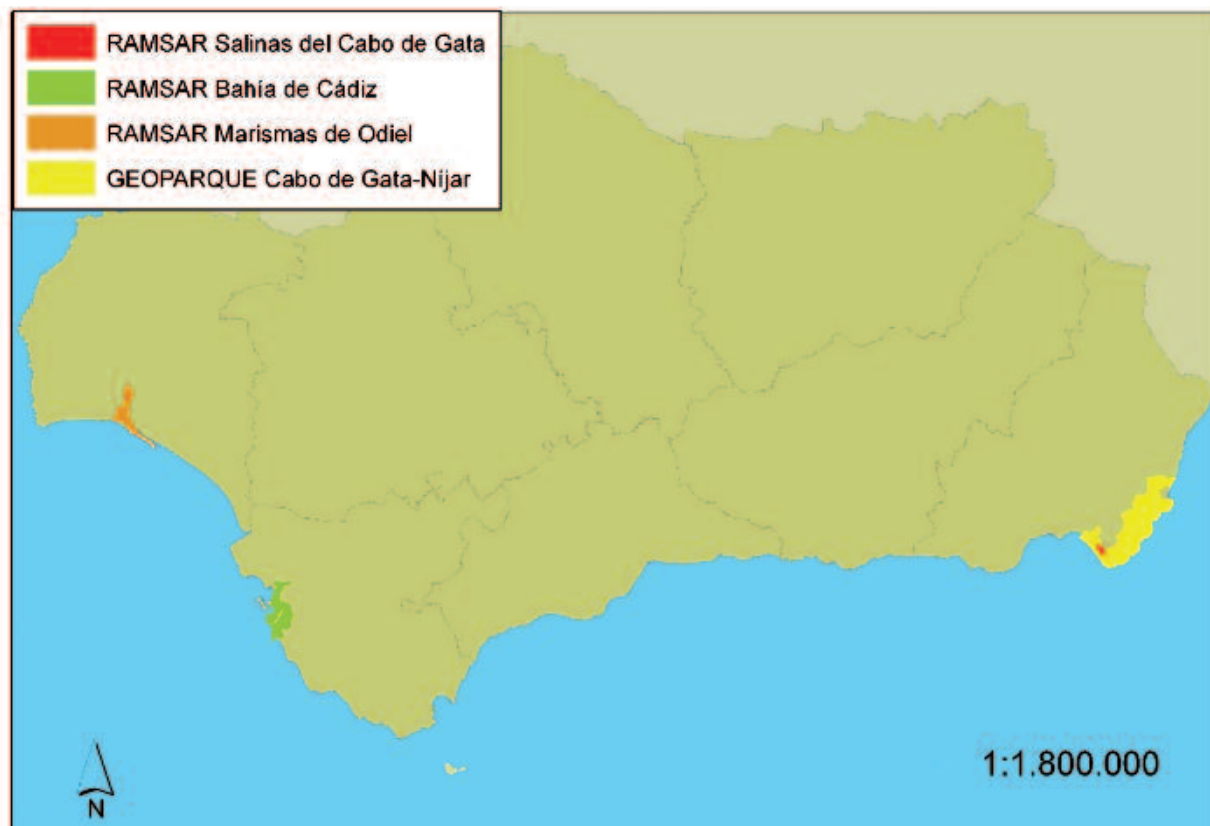 RAMSAR Salinas del Cabo de Gata
RAMSAR Bahía de Cádiz
RAMSAR Marismas de Odiel
GEOPARQUE Cabo de Gata-Níjar
N
1:1.800.000